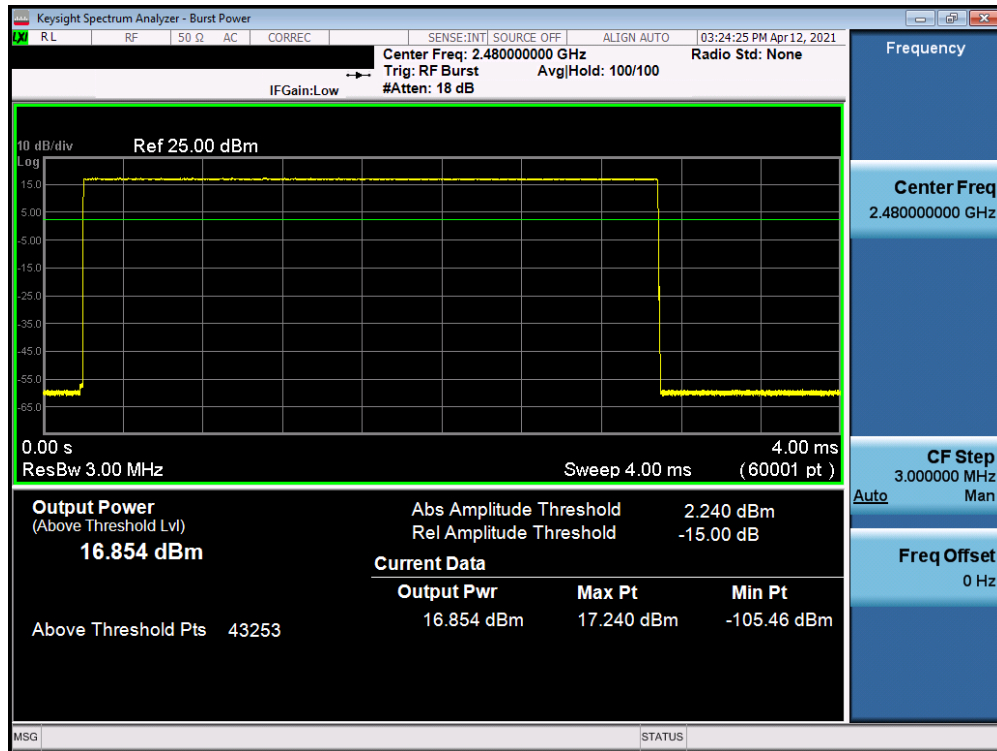 Keysight Spectrum Analyzer - Burst Power
LXI RL RF 50 Ω AC CORREC SENSE:INT SOURCE OFF ALIGN AUTO 03:24:25 PM Apr 12, 2021
Center Freq: 2.480000000 GHz Radio Std: None
Trig: RF Burst Avg|Hold: 100/100
IFGain:Low #Atten: 18 dB
Frequency
10 dB/div Ref 25.00 dBm
Log
15.0
5.00
-5.00
-15.0
-25.0
-35.0
-45.0
-55.0
-65.0
0.00 s 4.00 ms
ResBw 3.00 MHz Sweep 4.00 ms (60001 pt)
Output Power
(Above Threshold Lvl)
16.854 dBm
Above Threshold Pts 43253
Abs Amplitude Threshold 2.240 dBm
Rel Amplitude Threshold -15.00 dB
Current Data
Output Pwr Max Pt Min Pt
16.854 dBm 17.240 dBm -105.46 dBm
Center Freq
2.480000000 GHz
CF Step
3.000000 MHz
Auto Man
Freq Offset
0 Hz
MSG STATUS